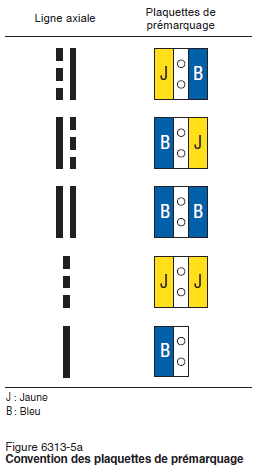 Ligne axiale
Plaquettes de
prémarquage
J B
B J
B B
J J
B
J : Jaune
B : Bleu
Figure 6313-5a
Convention des plaquettes de prémarquage